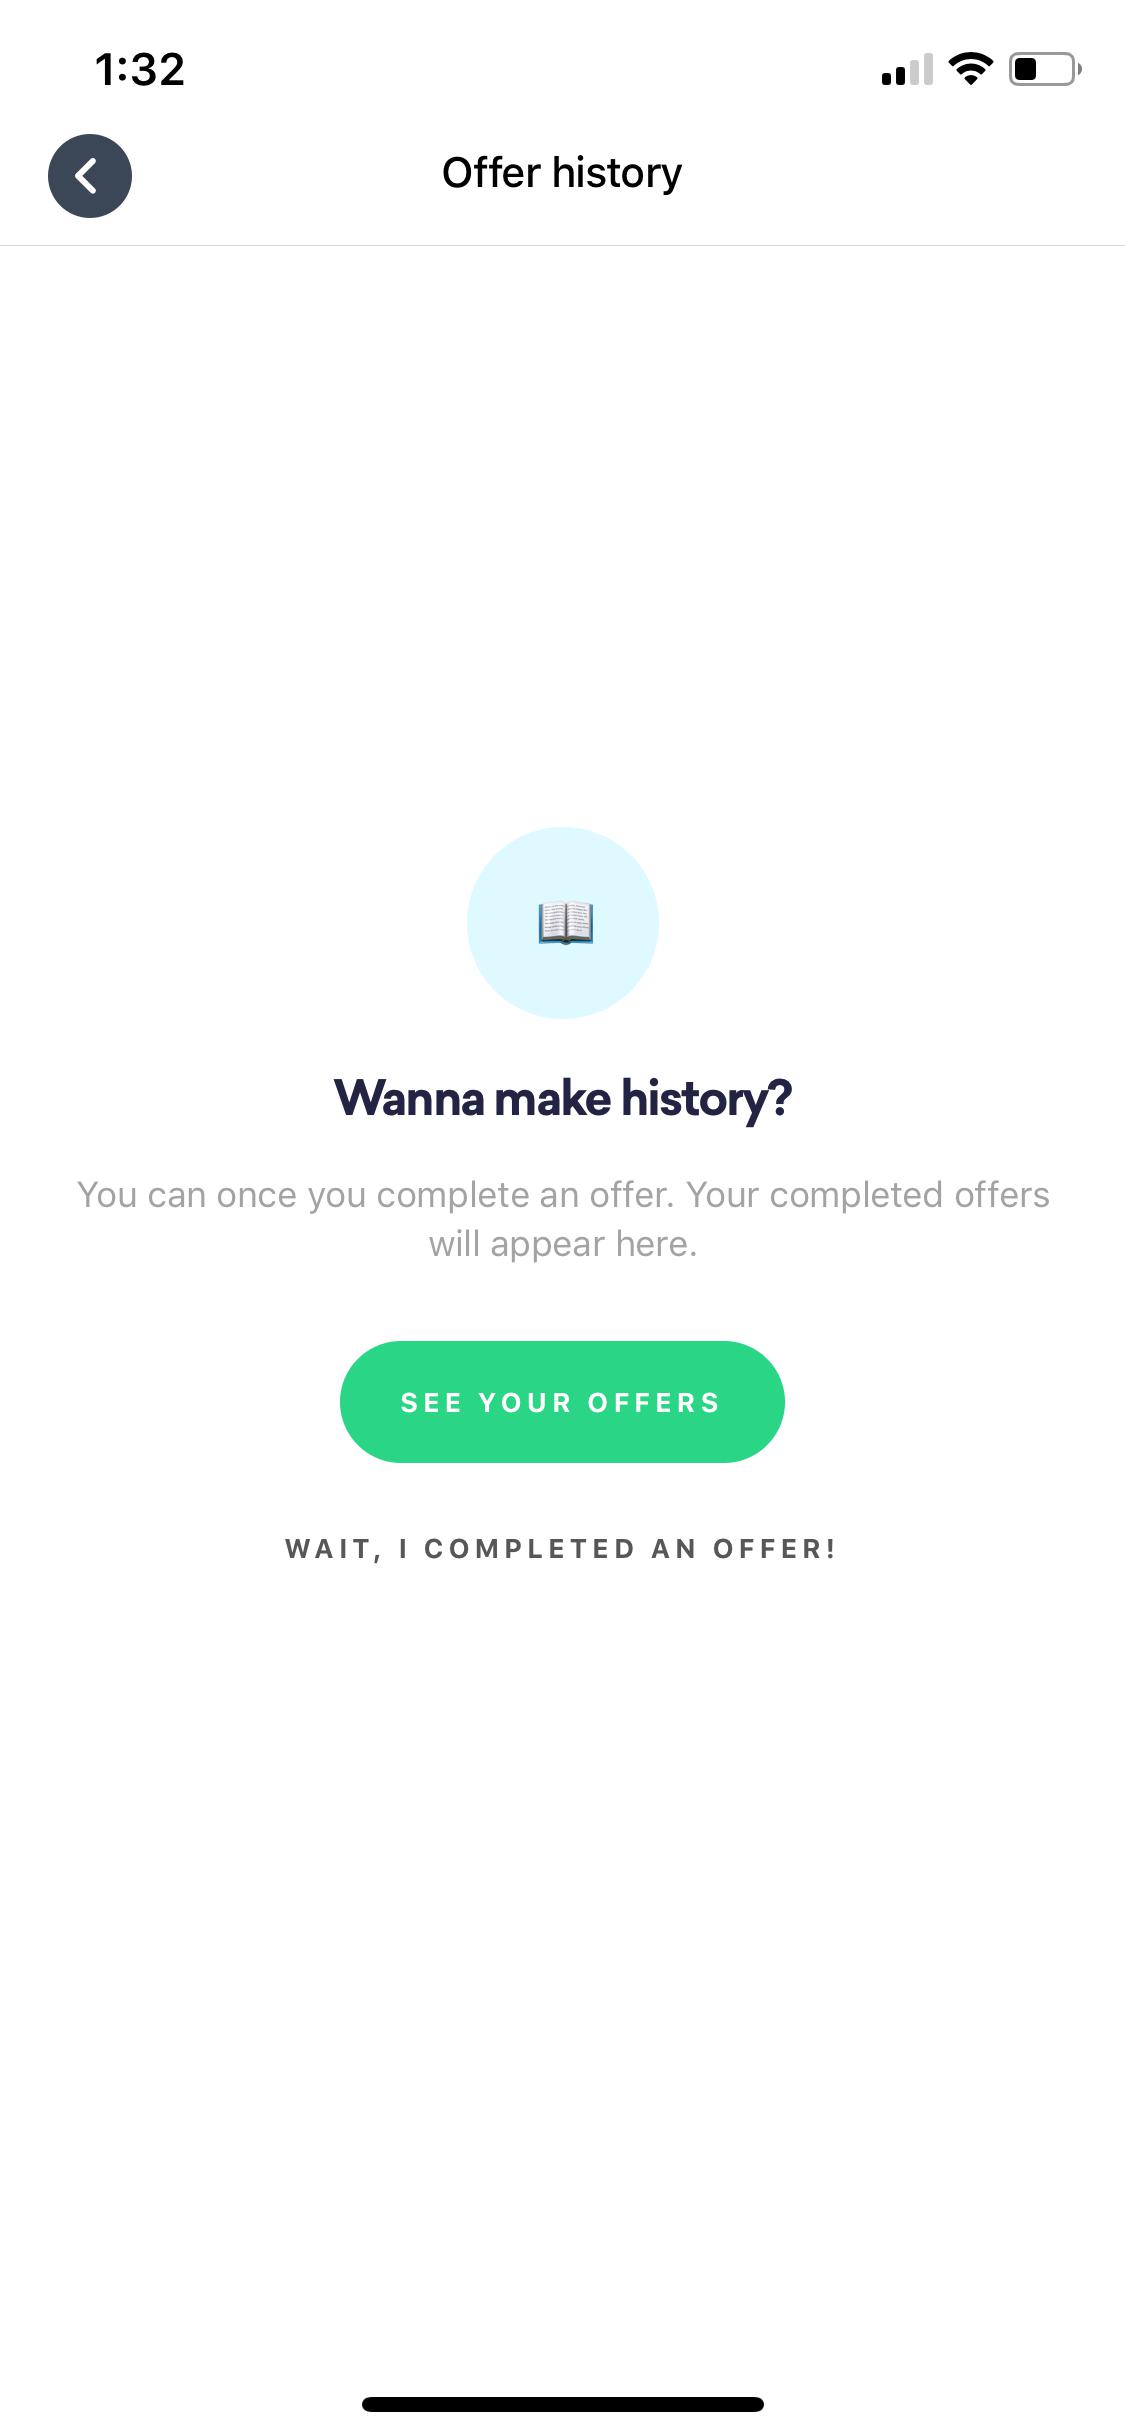 1:32
Offer history
Wanna make history?
You can once you complete an offer. Your completed offers
will appear here.
SEE YOUR OFFERS
WAIT, I COMPLETED AN OFFER!